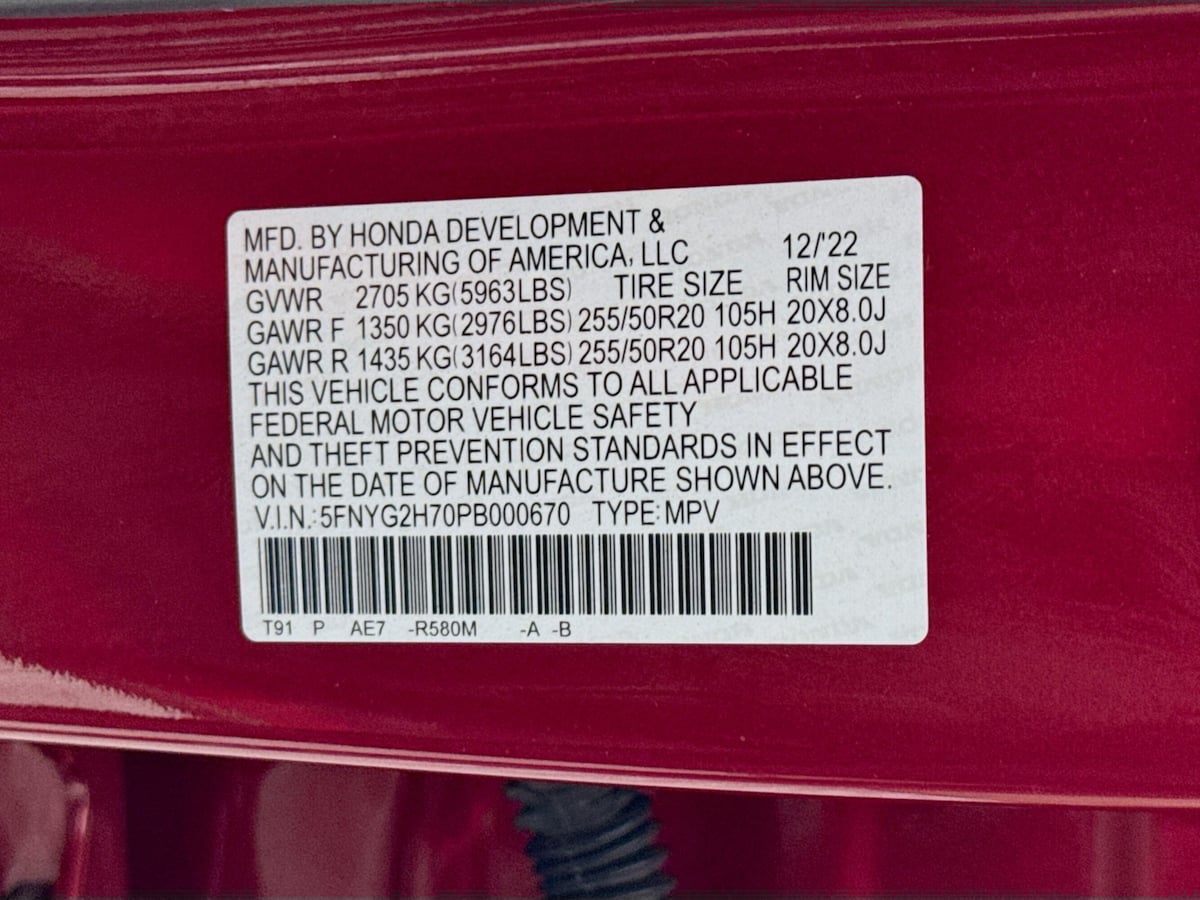 MFD. BY HONDA DEVELOPMENT &
MANUFACTURING OF AMERICA, LLC 12/'22
GVWR 2705 KG(5963LBS) TIRE SIZE RIM SIZE
GAWR F 1350 KG(2976LBS) 255/50R20 105H 20X8.0J
GAWR R 1435 KG(3164LBS) 255/50R20 105H 20X8.0J
THIS VEHICLE CONFORMS TO ALL APPLICABLE
FEDERAL MOTOR VEHICLE SAFETY
AND THEFT PREVENTION STANDARDS IN EFFECT
ON THE DATE OF MANUFACTURE SHOWN ABOVE.
V.I.N.:5FNYG2H70PB000670 TYPE:MPV
T91 P AE7 -R580M -A -B